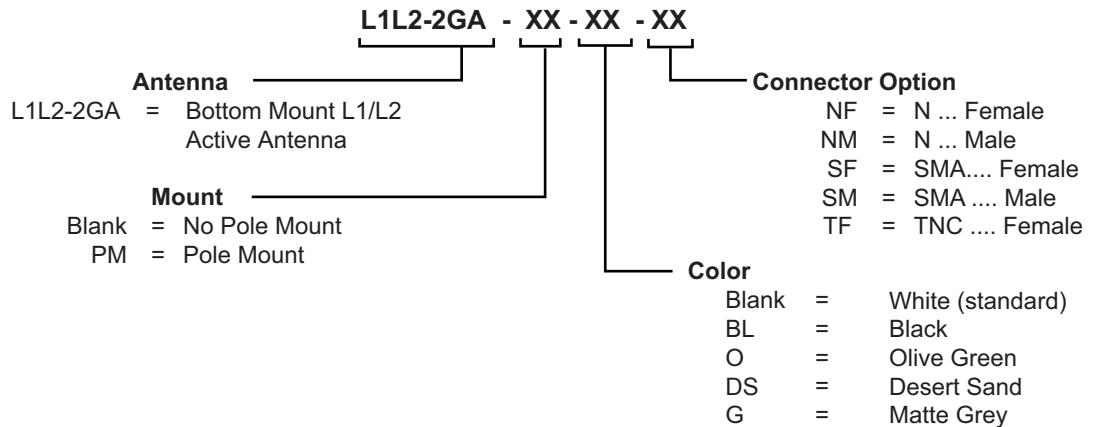 L1L2-2GA - XX - XX - XX
Antenna
L1L2-2GA = Bottom Mount L1/L2
Active Antenna
Mount
Blank = No Pole Mount
PM = Pole Mount
Connector Option
NF = N ... Female
NM = N ... Male
SF = SMA.... Female
SM = SMA .... Male
TF = TNC .... Female
Color
Blank = White (standard)
BL = Black
O = Olive Green
DS = Desert Sand
G = Matte Grey